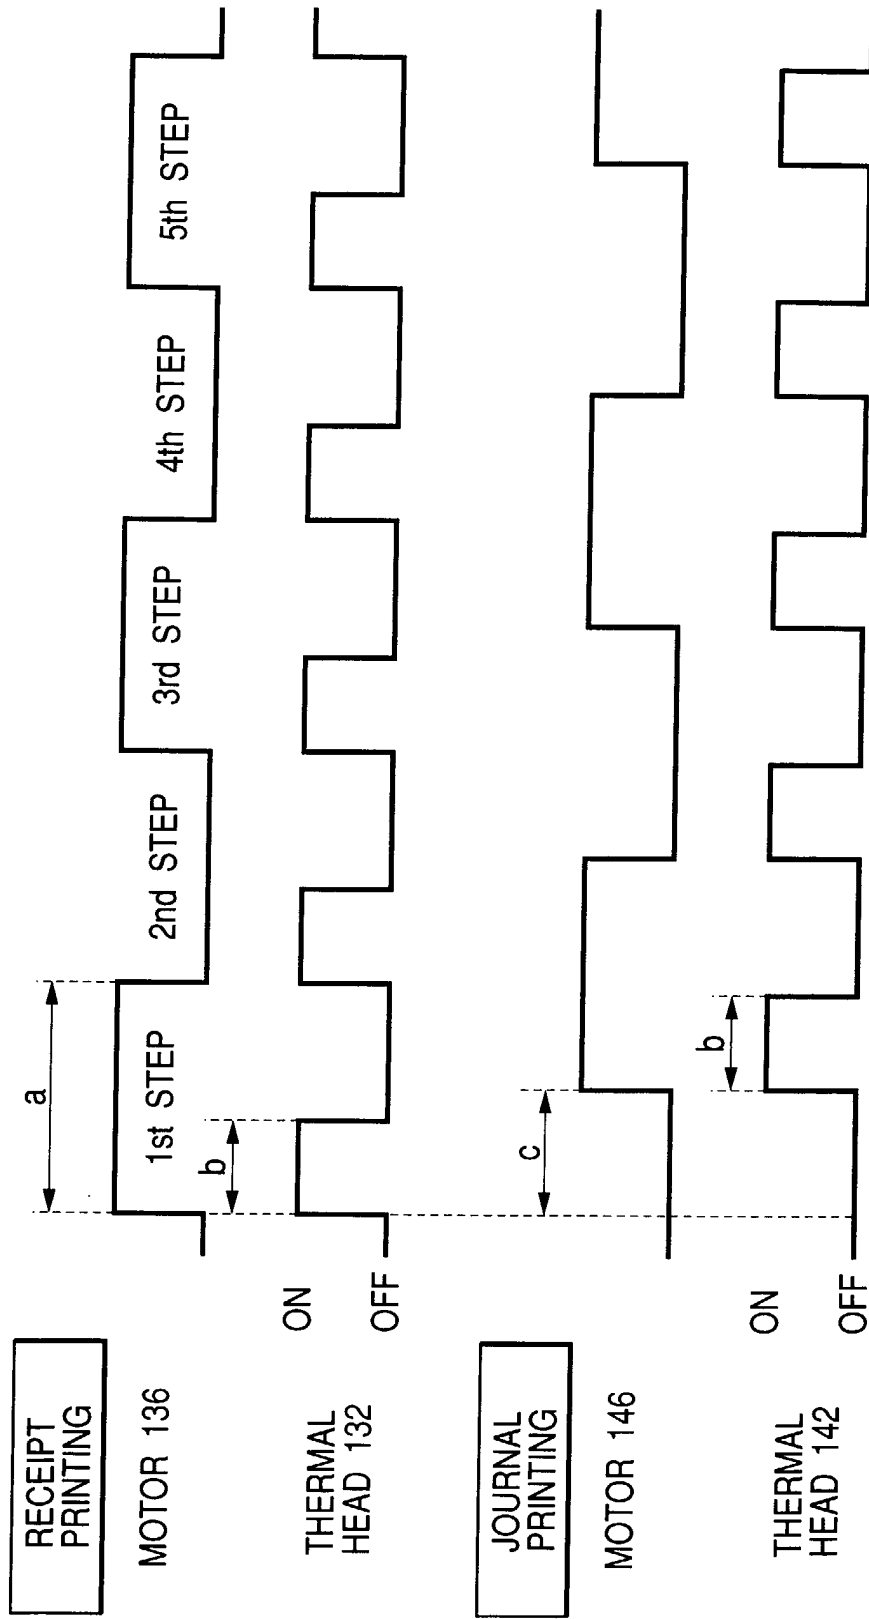 RECEIPT
PRINTING
MOTOR 136
1st STEP
2nd STEP
3rd STEP
4th STEP
5th STEP
a
THERMAL
HEAD 132
ON
OFF
b
JOURNAL
PRINTING
MOTOR 146
c
THERMAL
HEAD 142
ON
OFF
b